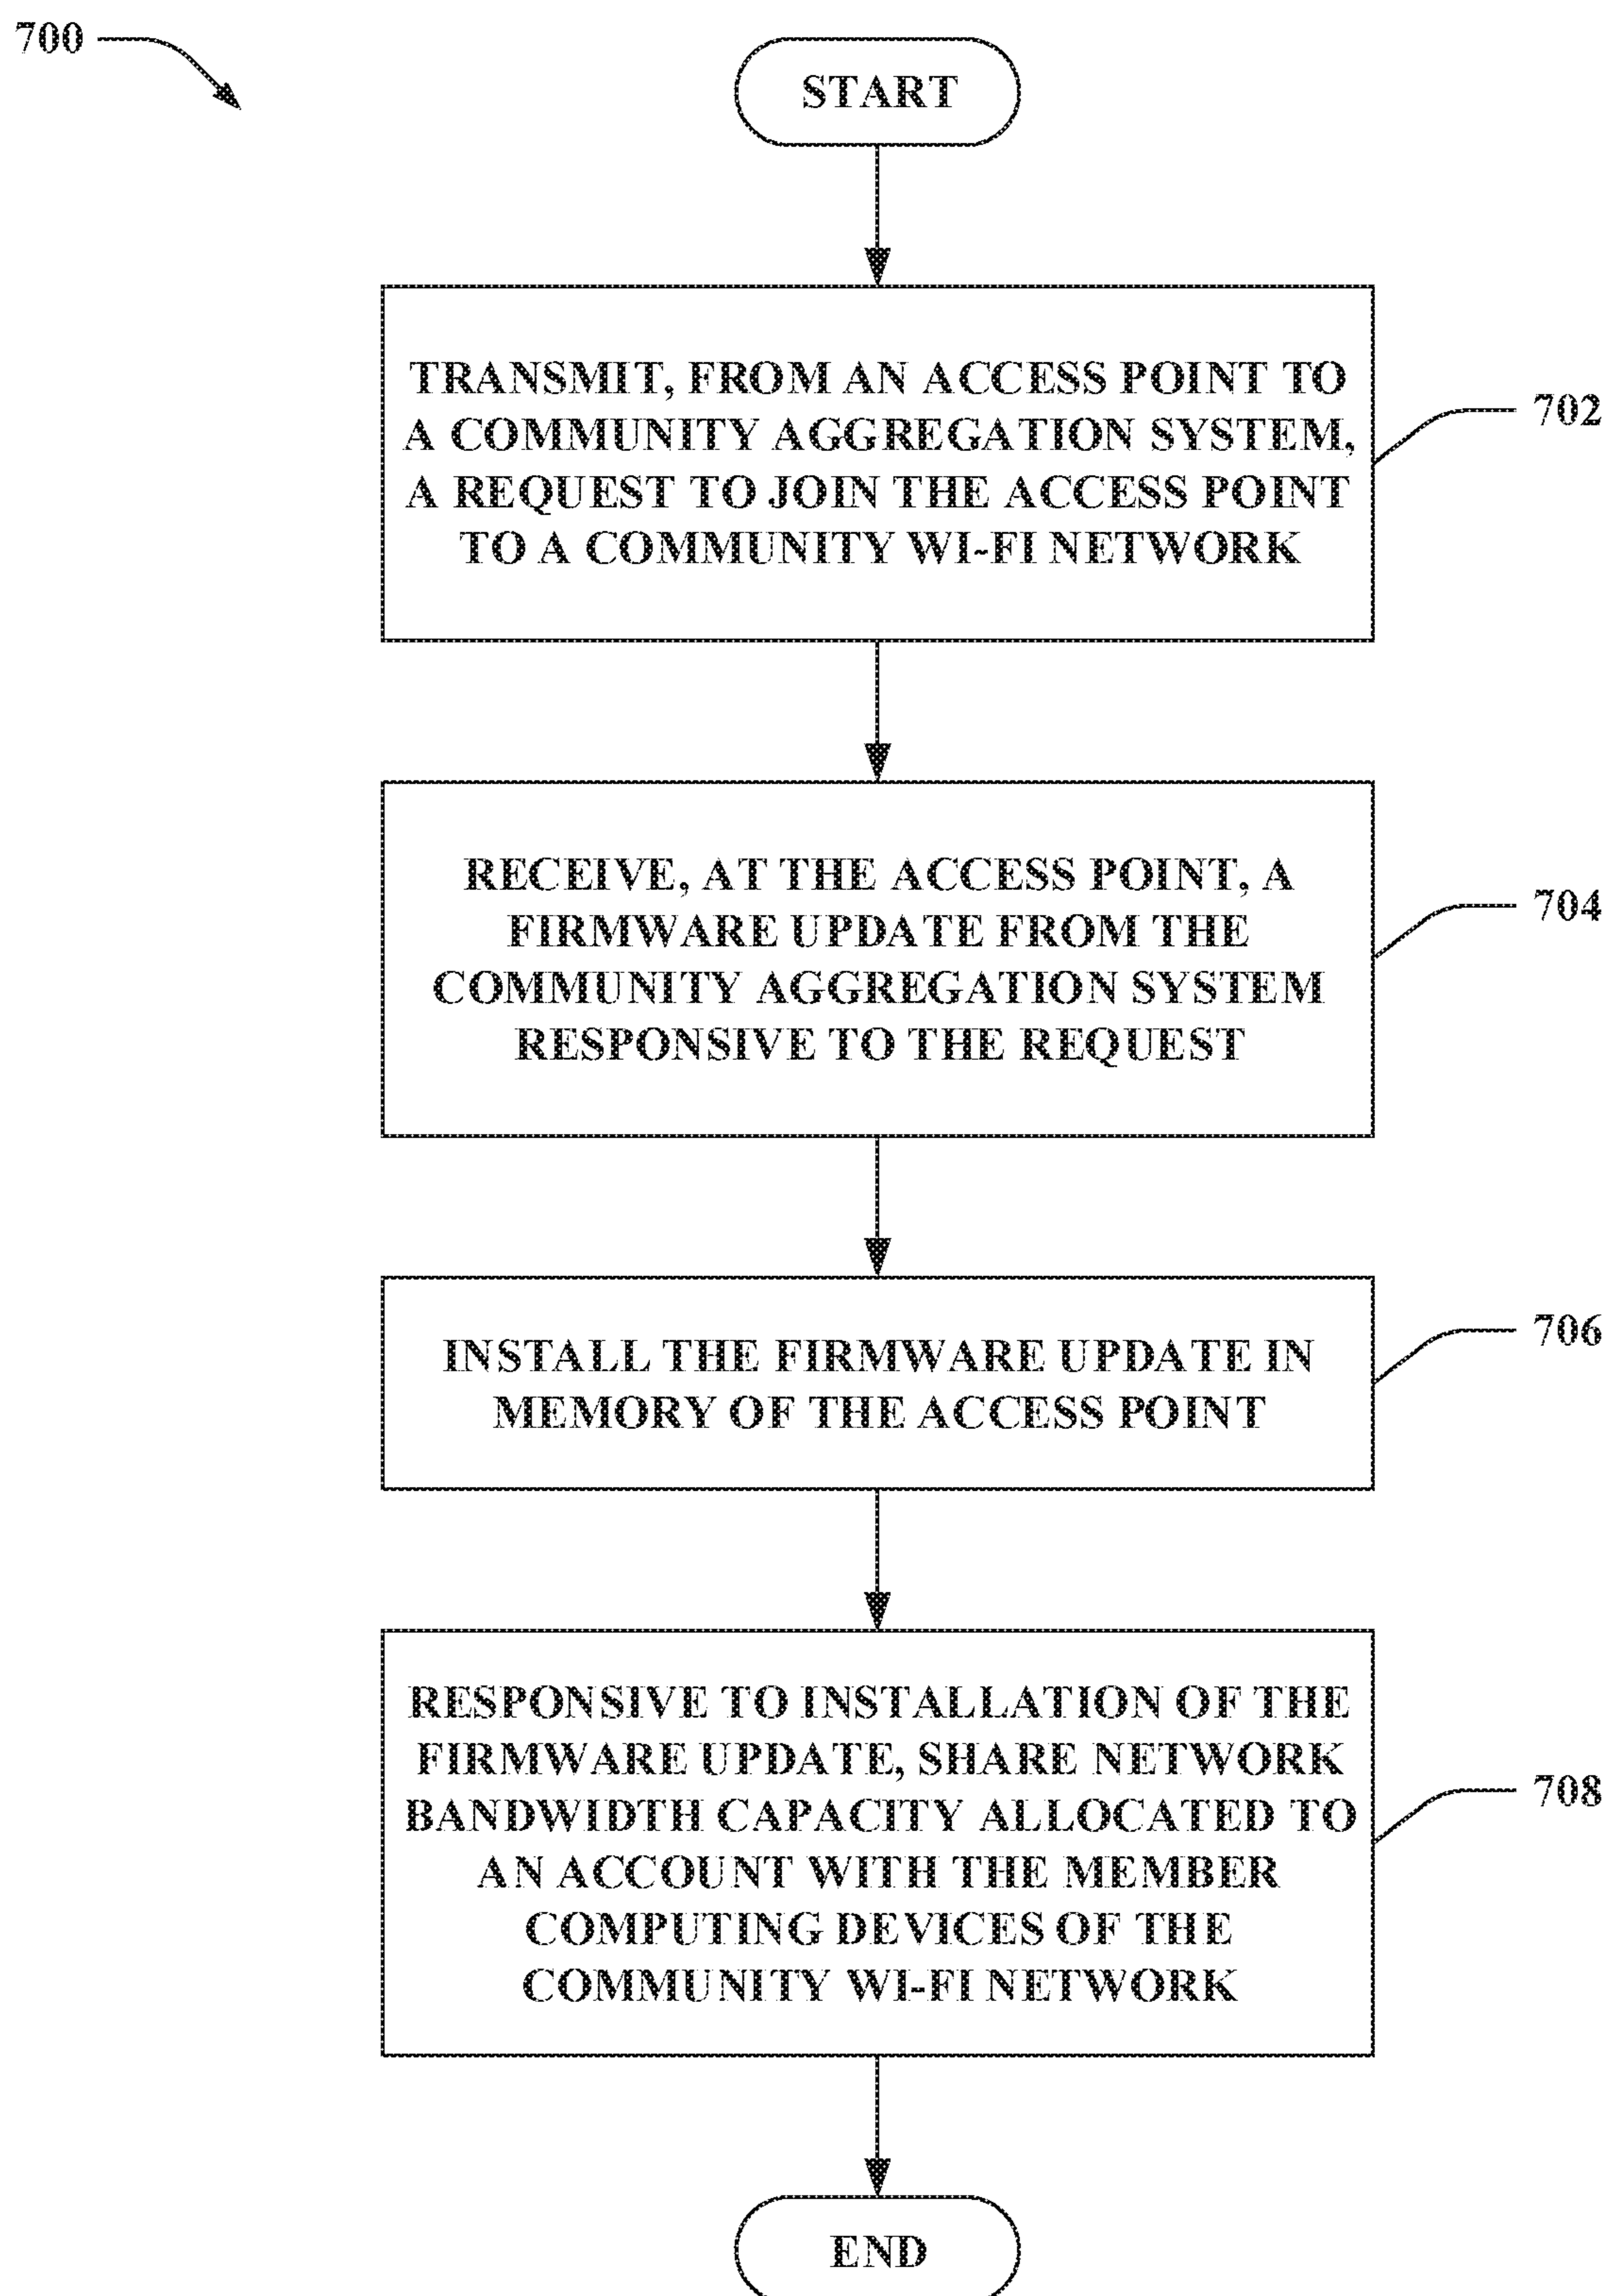 700
START
TRANSMIT, FROM AN ACCESS POINT TO
A COMMUNITY AGGREGATION SYSTEM,
A REQUEST TO JOIN THE ACCESS POINT
TO A COMMUNITY WI-FI NETWORK
702
RECEIVE, AT THE ACCESS POINT, A
FIRMWARE UPDATE FROM THE
COMMUNITY AGGREGATION SYSTEM
RESPONSIVE TO THE REQUEST
704
INSTALL THE FIRMWARE UPDATE IN
MEMORY OF THE ACCESS POINT
706
RESPONSIVE TO INSTALLATION OF THE
FIRMWARE UPDATE, SHARE NETWORK
BANDWIDTH CAPACITY ALLOCATED TO
AN ACCOUNT WITH THE MEMBER
COMPUTING DEVICES OF THE
COMMUNITY WI-FI NETWORK
708
END